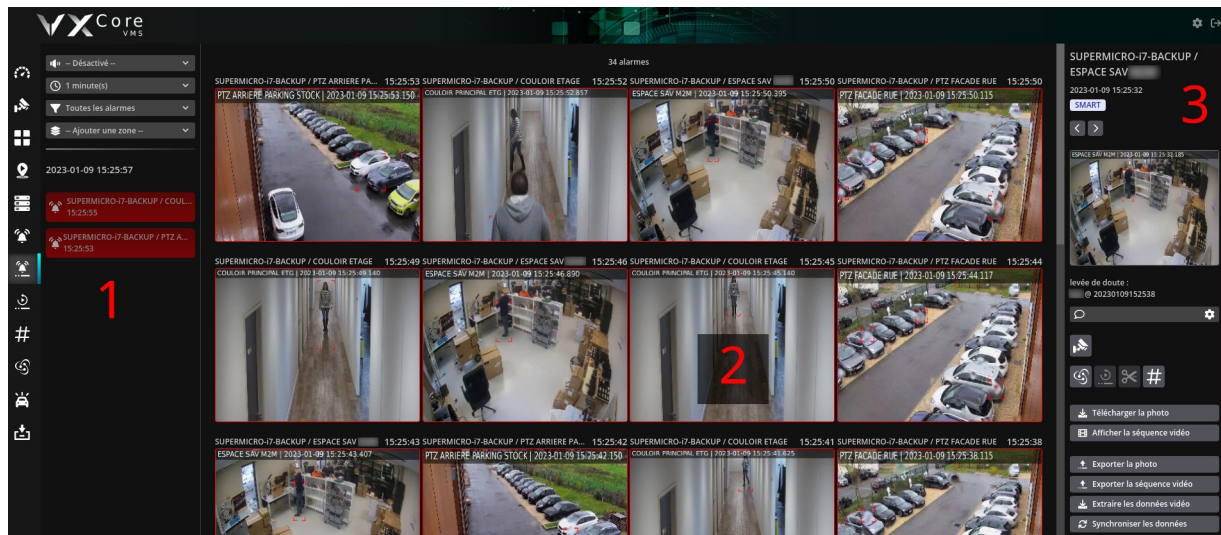 VXCore
VMS
-- Désactivé --
1 minute(s)
Toutes les alarmes
-- Ajouter une zone --
2023-01-09 15:25:57
SUPERMICRO-i7-BACKUP / COUL...
15:25:55
SUPERMICRO-i7-BACKUP / PTZ A...
15:25:53
1
34 alarmes
SUPERMICRO-i7-BACKUP / PTZ ARRIERE PA... 15:25:53 SUPERMICRO-i7-BACKUP / COULOIR ETAGE 15:25:52 SUPERMICRO-i7-BACKUP / ESPACE SAV 15:25:50 SUPERMICRO-i7-BACKUP / PTZ FACADE RUE 15:25:50
PTZ ARRIERE PARKING STOCK | 2023-01-09 15:25:53.150
COULOIR PRINCIPAL ETG | 2023-01-09 15:25:52.857
ESPACE SAV M2M | 2023-01-09 15:25:50.395
PTZ FACADE RUE | 2023-01-09 15:25:50.115
SUPERMICRO-i7-BACKUP / COULOIR ETAGE 15:25:49 SUPERMICRO-i7-BACKUP / ESPACE SAV 15:25:46 SUPERMICRO-i7-BACKUP / COULOIR ETAGE 15:25:45 SUPERMICRO-i7-BACKUP / PTZ FACADE RUE 15:25:44
COULOIR PRINCIPAL ETG | 2023-01-09 15:25:49.140
ESPACE SAV M2M | 2023-01-09 15:25:46.890
COULOIR PRINCIPAL ETG | 2023-01-09 15:25:45.140
PTZ FACADE RUE | 2023-01-09 15:25:44.117
2
SUPERMICRO-i7-BACKUP / ESPACE SAV 15:25:43 SUPERMICRO-i7-BACKUP / PTZ ARRIERE PA... 15:25:42 SUPERMICRO-i7-BACKUP / COULOIR ETAGE 15:25:41 SUPERMICRO-i7-BACKUP / PTZ FACADE RUE 15:25:38
ESPACE SAV M2M | 2023-01-09 15:25:43.407
PTZ ARRIERE PARKING STOCK | 2023-01-09 15:25:42.150
COULOIR PRINCIPAL ETG | 2023-01-09 15:25:41.625
PTZ FACADE RUE | 2023-01-09 15:25:38.115
SUPERMICRO-i7-BACKUP /
ESPACE SAV
2023-01-09 15:25:32
SMART
3
ESPACE SAV M2M | 2023-01-09 15:25:32.185
levée de doute :
@ 20230109152538
Télécharger la photo
Afficher la séquence vidéo
Exporter la photo
Exporter la séquence vidéo
Extraire les données vidéo
Synchroniser les données